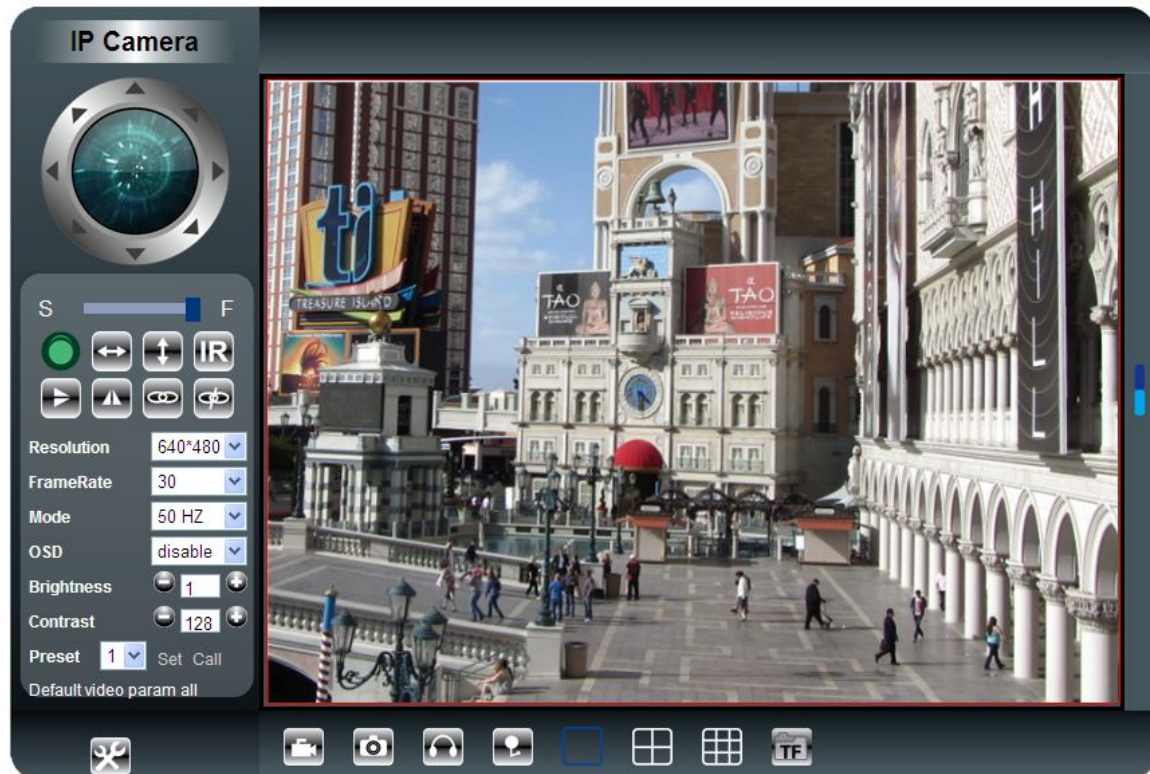 IP Camera
S F
IR
Resolution 640*480
FrameRate 30
Mode 50 HZ
OSD disable
Brightness 1
Contrast 128
Preset 1 Set Call
Default video param all
ti
TREASURE ISLAND
TAO
TAO
H
H
I
L
L
TF